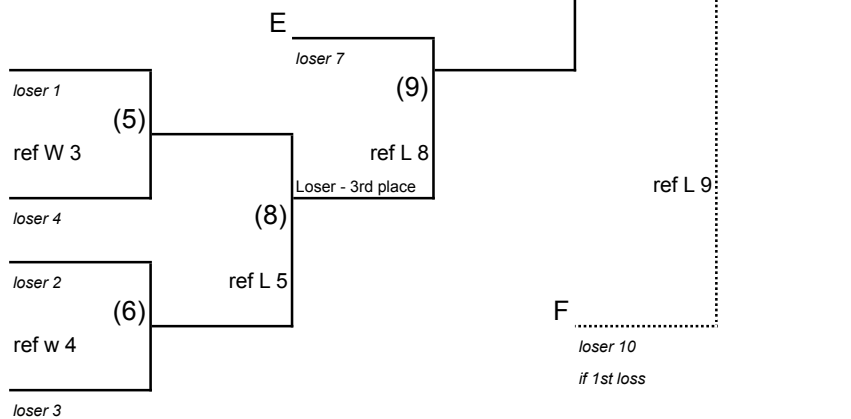 E
loser 7
loser 1
(9)
(5)
ref W 3
ref L 8
Loser - 3rd place
ref L 9
loser 4
(8)
loser 2
ref L 5
(6)
F
ref w 4
loser 10
if 1st loss
loser 3